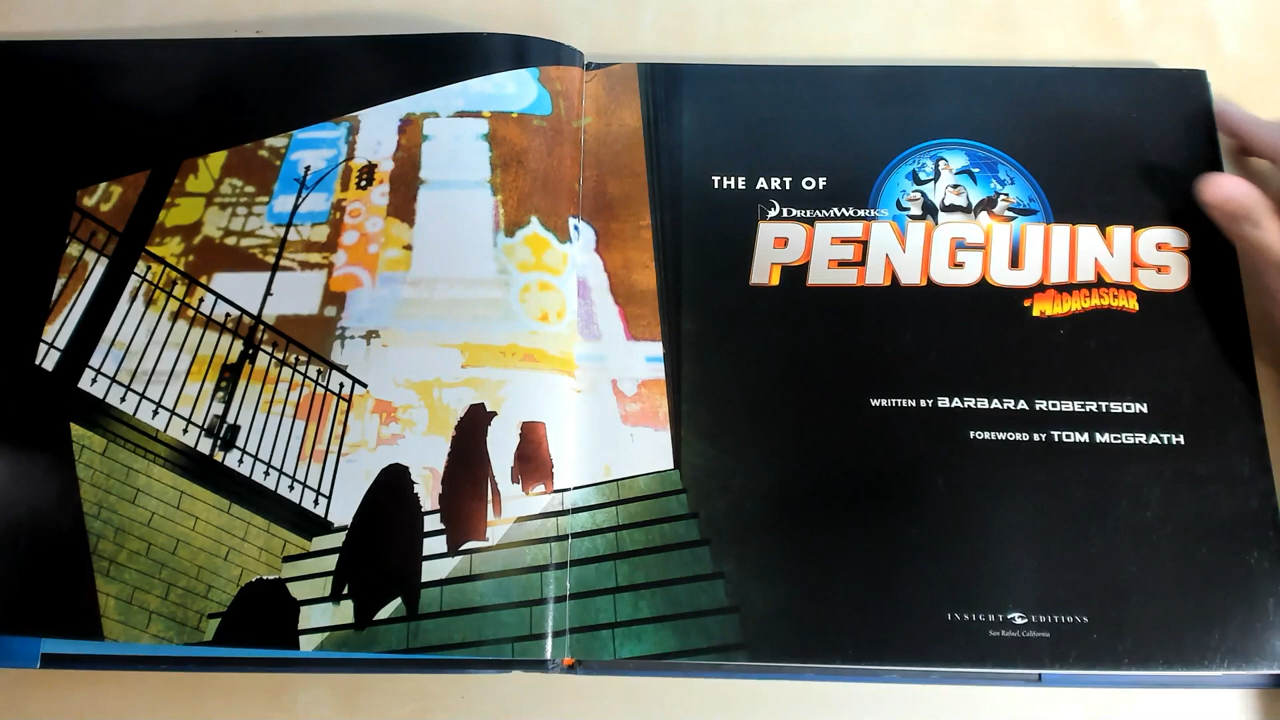 THE ART OF
DREAMWORKS
PENGUINS
OF MADAGASCAR
WRITTEN BY BARBARA ROBERTSON
FOREWORD BY TOM McGRATH
INSIGHT EDITIONS
San Rafael, California